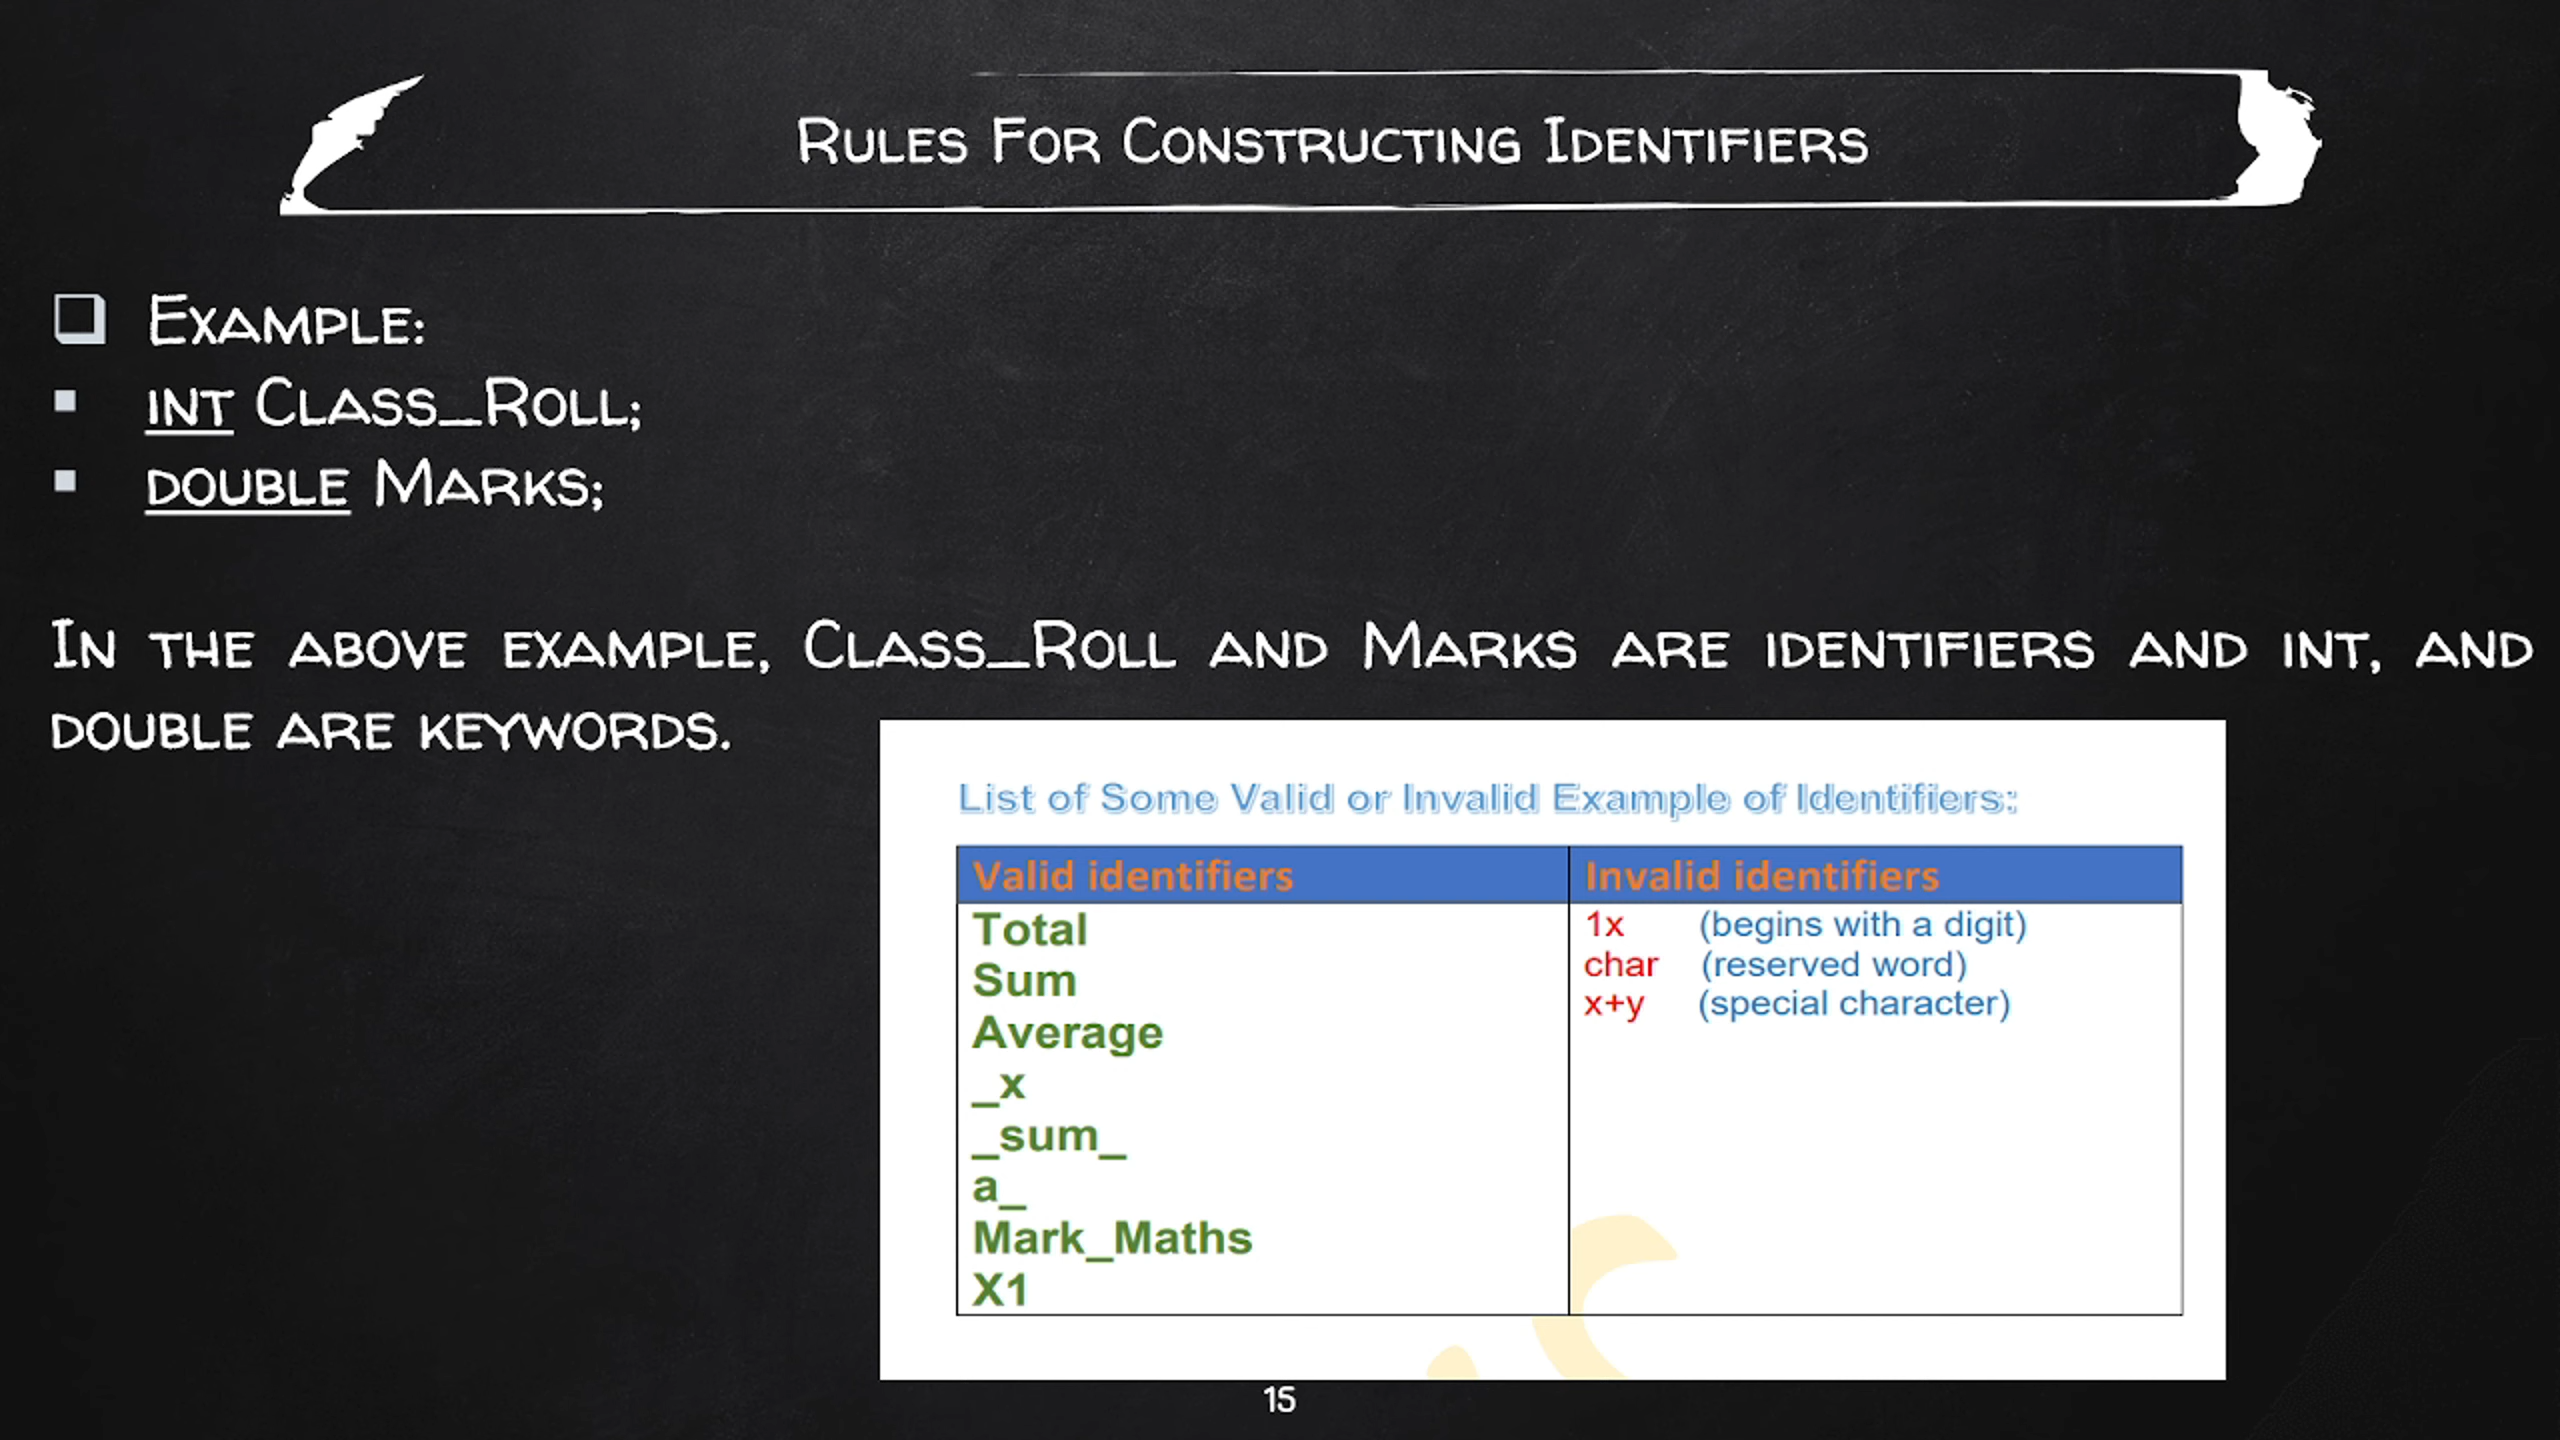 Rules For Constructing Identifiers
Example:
int Class_Roll;
double Marks;
In the above example, Class_Roll and Marks are identifiers and int, and
double are keywords.
List of Some Valid or Invalid Example of Identifiers:
Valid identifiers Invalid identifiers
Total 1x (begins with a digit)
Sum char (reserved word)
Average x+y (special character)
_x
_sum_
a_
Mark_Maths
X1
15